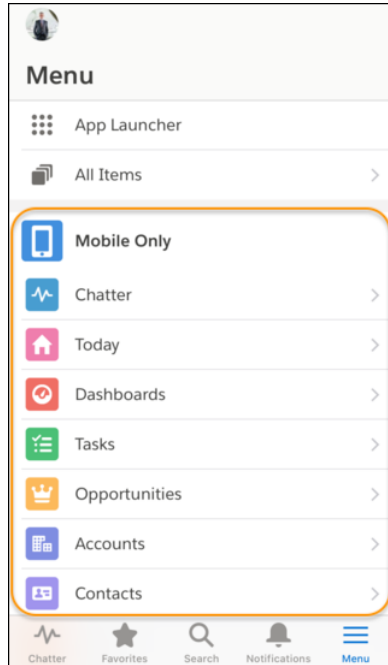 Menu
App Launcher
All Items
Mobile Only
Chatter
Today
Dashboards
Tasks
Opportunities
Accounts
Contacts
Chatter Favorites Search Notifications Menu